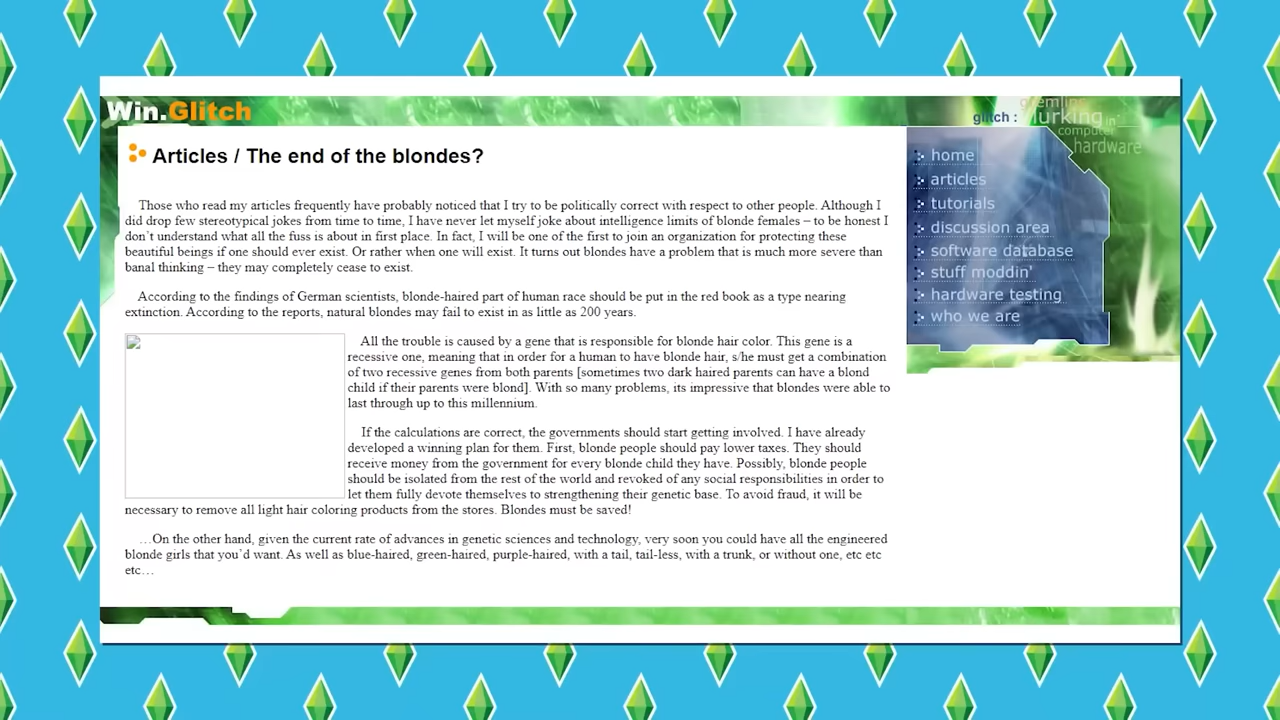 Win.Glitch
gremlins
glitch : lurking in
computer
hardware
Articles / The end of the blondes?
home
articles
tutorials
discussion area
software database
stuff moddin'
hardware testing
who we are
Those who read my articles frequently have probably noticed that I try to be politically correct with respect to other people. Although I
did drop few stereotypical jokes from time to time, I have never let myself joke about intelligence limits of blonde females – to be honest I
don't understand what all the fuss is about in first place. In fact, I will be one of the first to join an organization for protecting these
beautiful beings if one should ever exist. Or rather when one will exist. It turns out blondes have a problem that is much more severe than
banal thinking – they may completely cease to exist.
According to the findings of German scientists, blonde-haired part of human race should be put in the red book as a type nearing
extinction. According to the reports, natural blondes may fail to exist in as little as 200 years.
All the trouble is caused by a gene that is responsible for blonde hair color. This gene is a
recessive one, meaning that in order for a human to have blonde hair, s/he must get a combination
of two recessive genes from both parents [sometimes two dark haired parents can have a blond
child if their parents were blond]. With so many problems, its impressive that blondes were able to
last through up to this millennium.
If the calculations are correct, the governments should start getting involved. I have already
developed a winning plan for them. First, blonde people should pay lower taxes. They should
receive money from the government for every blonde child they have. Possibly, blonde people
should be isolated from the rest of the world and revoked of any social responsibilities in order to
let them fully devote themselves to strengthening their genetic base. To avoid fraud, it will be
necessary to remove all light hair coloring products from the stores. Blondes must be saved!
…On the other hand, given the current rate of advances in genetic sciences and technology, very soon you could have all the engineered
blonde girls that you'd want. As well as blue-haired, green-haired, purple-haired, with a tail, tail-less, with a trunk, or without one, etc etc
etc…